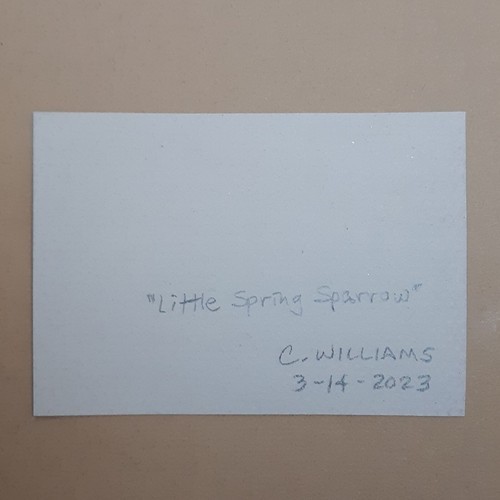 "Little Spring Sparrow"
C. WILLIAMS
3-14-2023